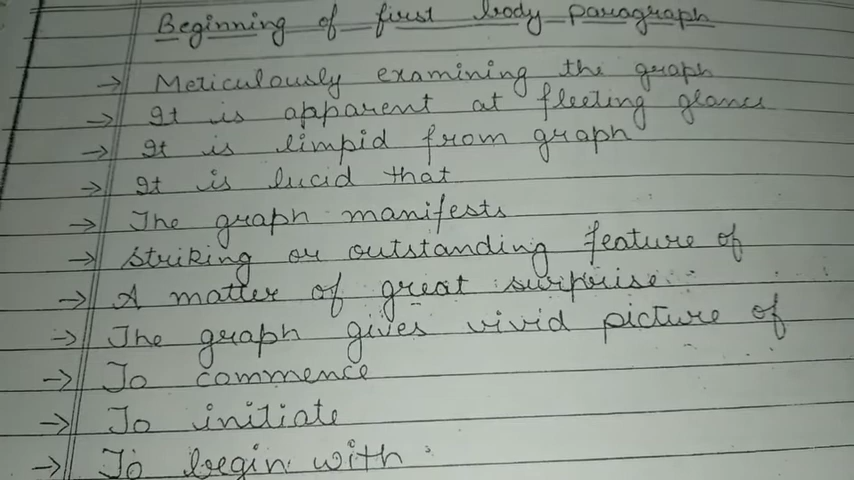 Beginning of first body paragraph
→ Meticulously examining the graph
→ It is apparent at fleeting glance
→ It is limpid from graph
→ It is lucid that
→ The graph manifests
→ Striking or outstanding feature of
→ A matter of great surprise
→ The graph gives vivid picture of
→ To commence
→ To initiate
→ To begin with